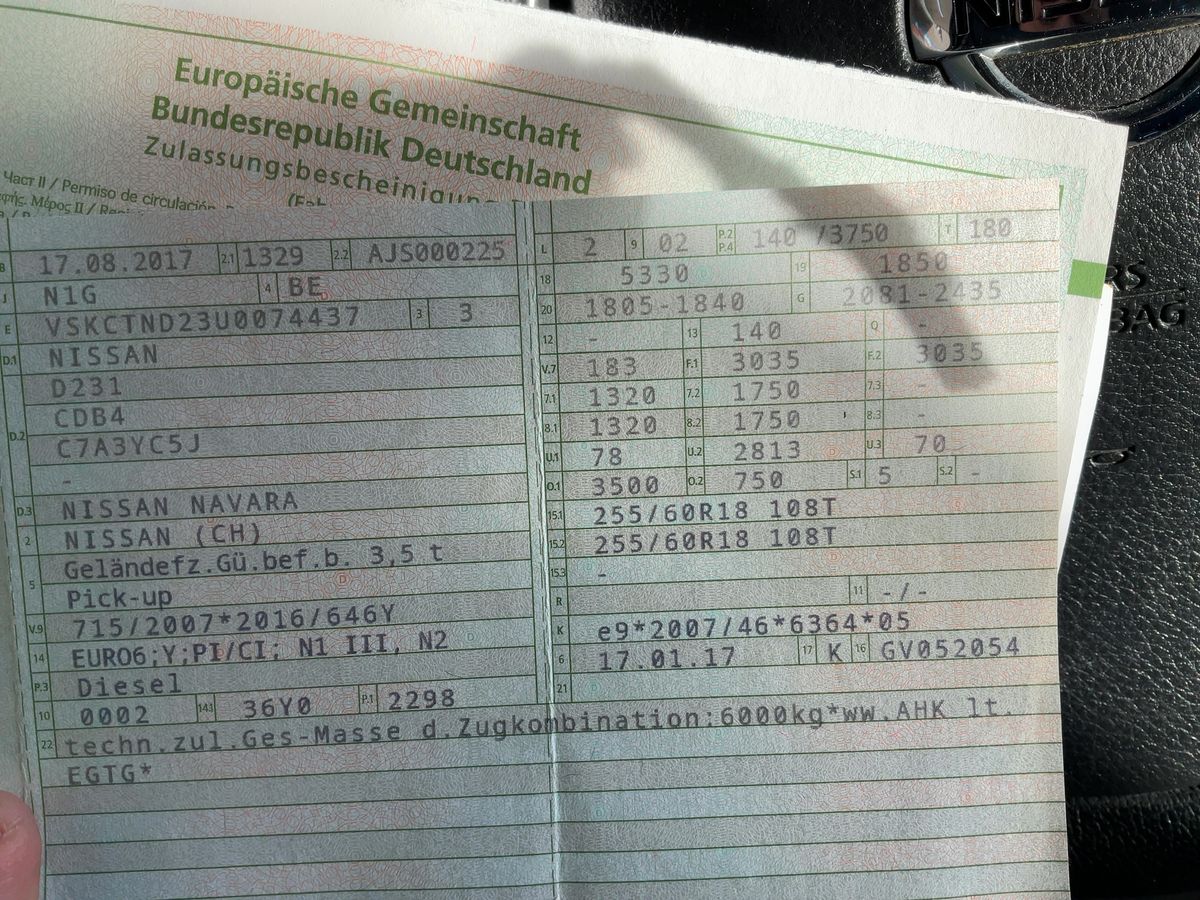 Europäische Gemeinschaft
Bundesrepublik Deutschland
Zulassungsbescheinigung
Част II / Permiso de circulación.
Μέρος II /
B 17.08.2017 2.1 1329 2.2 AJS000225
J N1G 4 BE
E VSKCTND23U0074437 3 3
D.1 NISSAN
D231
D.2 CDB4
C7A3YC5J
-
D.3 NISSAN NAVARA
2 NISSAN (CH)
5 Geländefz.Gü.bef.b. 3,5 t
Pick-up
V.9 715/2007*2016/646Y
14 EURO6;Y;PI/CI; N1 III, N2
P.3 Diesel
10 0002 14.1 36Y0 P.1 2298
L 2 9 02 P.2 P.4 140 /3750 T 180
18 5330 19 1850
20 1805-1840 G 2081-2435
12 - 13 140 Q -
V.7 183 F.1 3035 F.2 3035
7.1 1320 7.2 1750 7.3 -
8.1 1320 8.2 1750 8.3 -
U.1 78 U.2 2813 U.3 70
O.1 3500 O.2 750 S.1 5 S.2 -
15.1 255/60R18 108T
15.2 255/60R18 108T
15.3 -
R 11 -/-
K e9*2007/46*6364*05
6 17.01.17 17 K 16 GV052054
21
22 techn.zul.Ges-Masse d.Zugkombination:6000kg*ww.AHK lt.
EGTG*